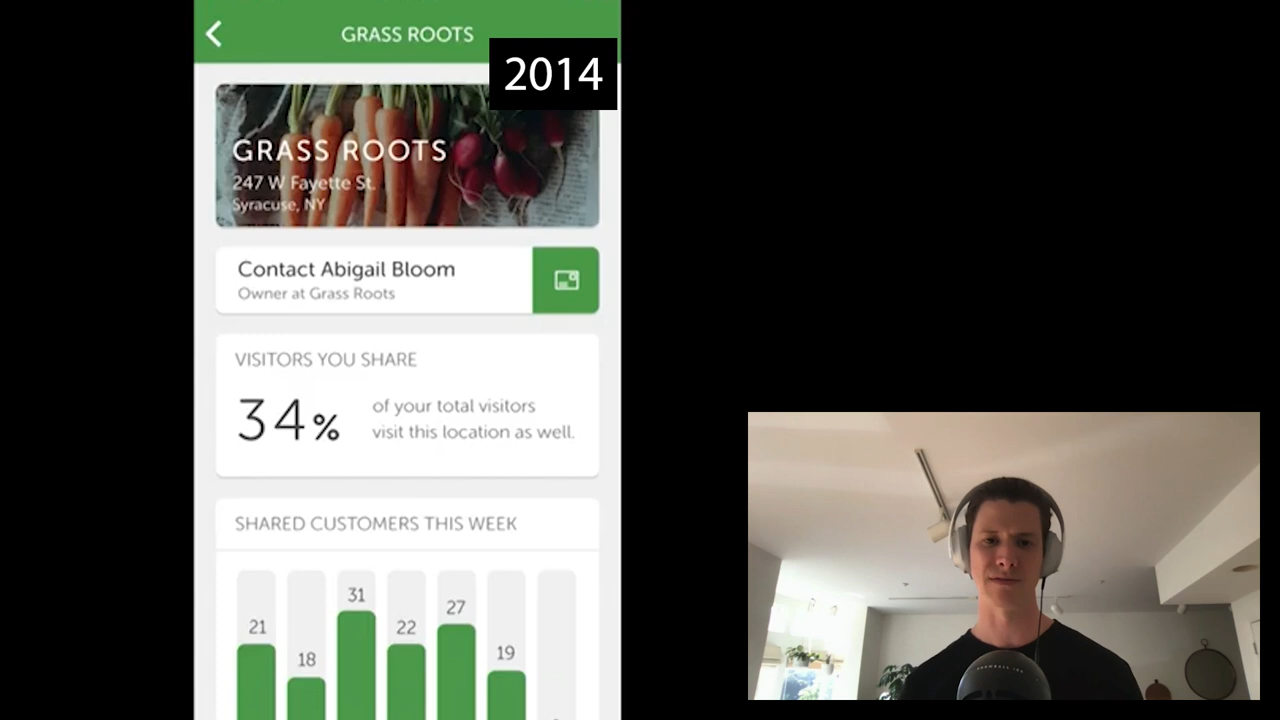 GRASS ROOTS
2014
GRASS ROOTS
247 W Fayette St.
Syracuse, NY
Contact Abigail Bloom
Owner at Grass Roots
VISITORS YOU SHARE
34%
of your total visitors
visit this location as well.
SHARED CUSTOMERS THIS WEEK
21 18 31 22 27 19